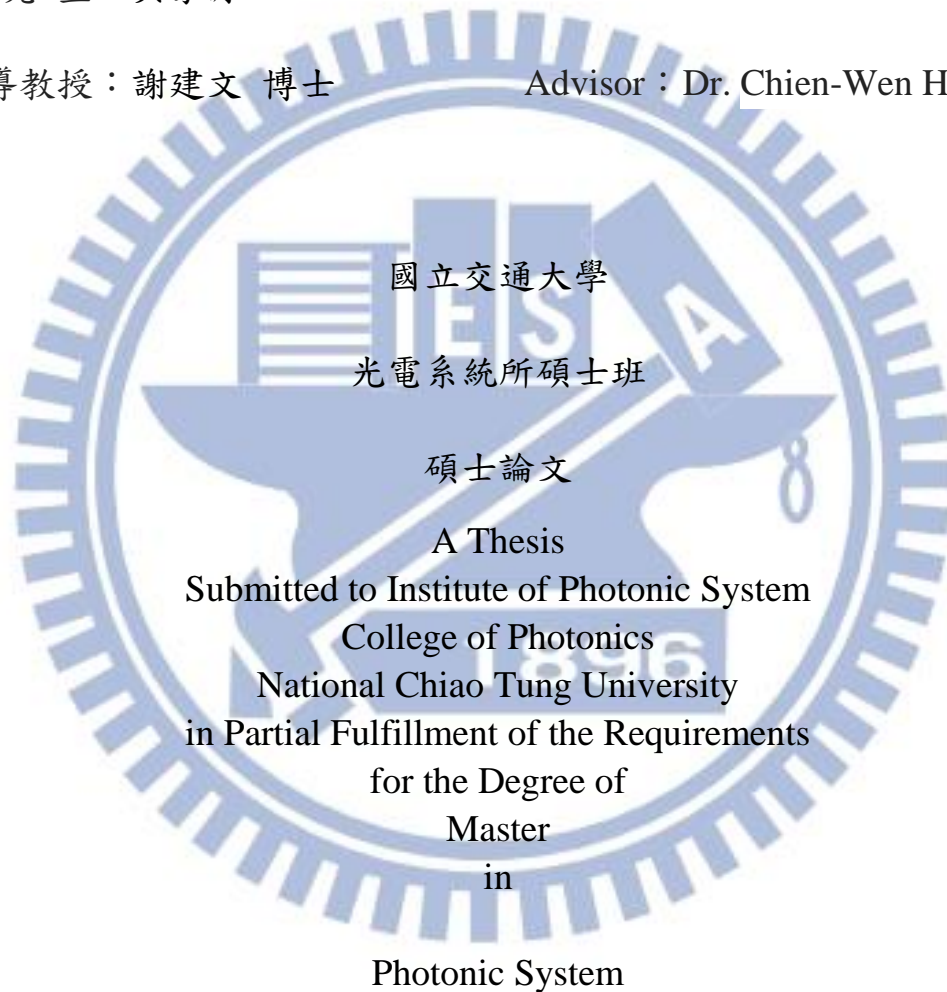 導教授：謝建文 博士 Advisor：Dr. Chien-Wen H
國立交通大學
ESA
光電系統所碩士班
碩士論文
A Thesis
Submitted to Institute of Photonic System
College of Photonics
1896
National Chiao Tung University
in Partial Fulfillment of the Requirements
for the Degree of
Master
in
Photonic System